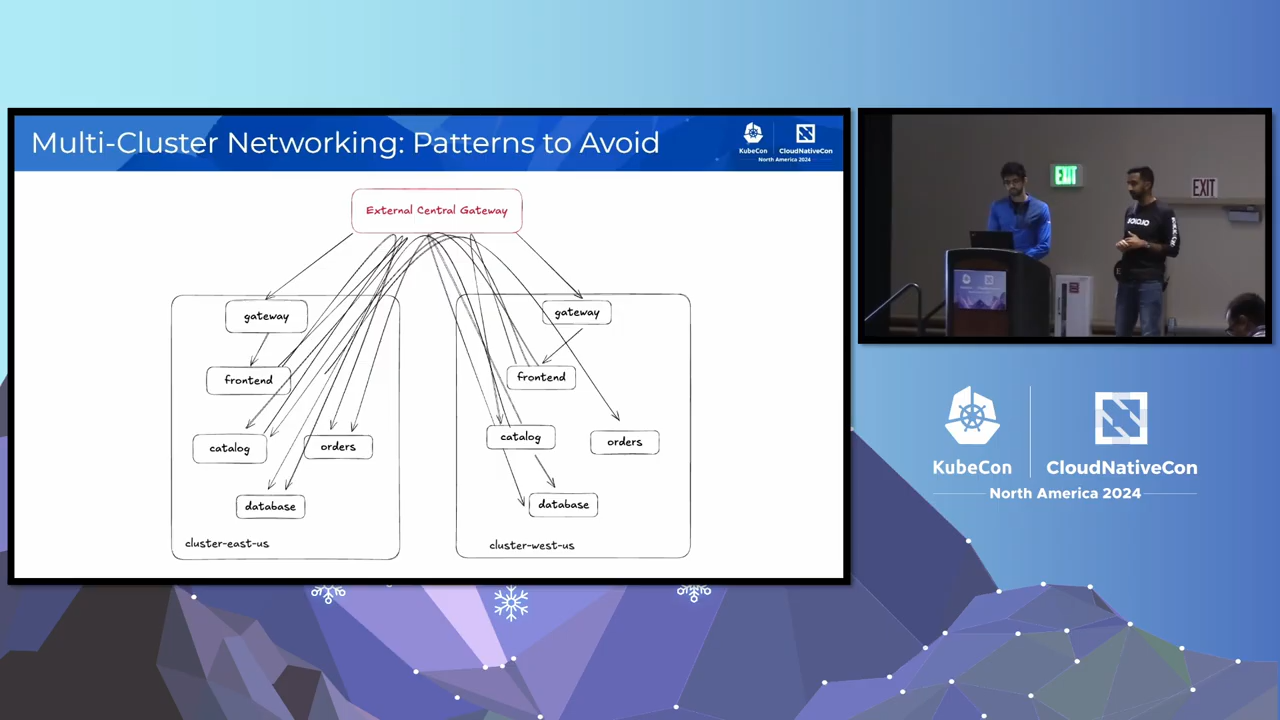 Multi-Cluster Networking: Patterns to Avoid
KubeCon
CloudNativeCon
North America 2024
External Central Gateway
gateway
frontend
catalog
orders
database
cluster-east-us
gateway
frontend
catalog
orders
database
cluster-west-us
EXIT
EXIT
KubeCon
CloudNativeCon
North America 2024